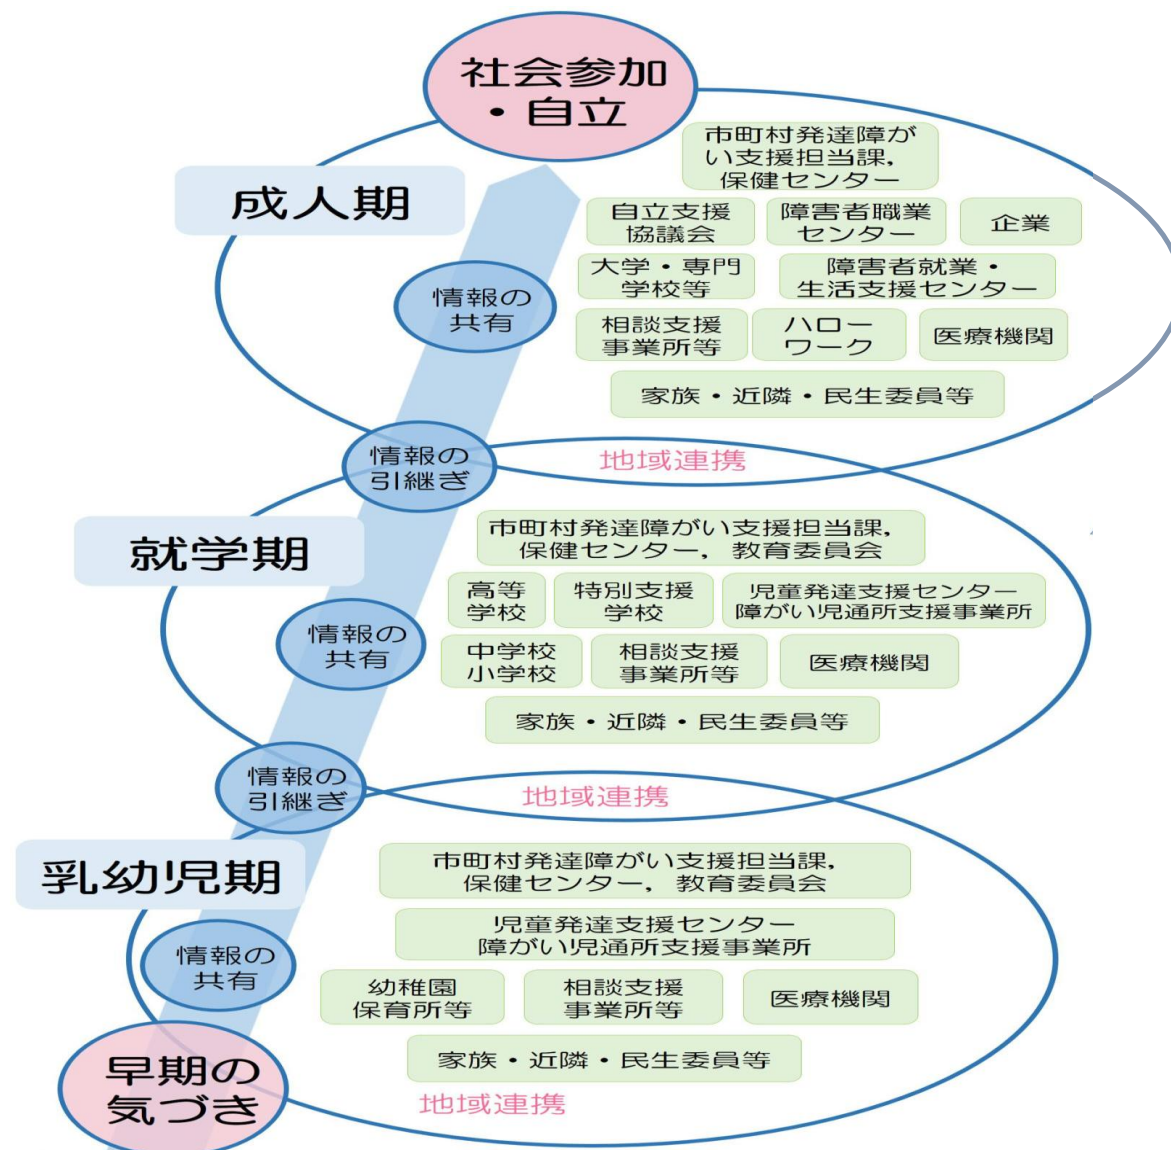 社会参加
・自立
成人期
市町村発達障が
い支援担当課,
保健センター
自立支援
協議会
障害者職業
センター
企業
大学・専門
学校等
障害者就業・
生活支援センター
情報の
共有
相談支援
事業所等
ハロー
ワーク
医療機関
家族・近隣・民生委員等
情報の
引継ぎ
地域連携
就学期
市町村発達障がい支援担当課,
保健センター, 教育委員会
高等
学校
特別支援
学校
児童発達支援センター
障がい児通所支援事業所
情報の
共有
中学校
小学校
相談支援
事業所等
医療機関
家族・近隣・民生委員等
情報の
引継ぎ
地域連携
乳幼児期
市町村発達障がい支援担当課,
保健センター, 教育委員会
児童発達支援センター
障がい児通所支援事業所
情報の
共有
幼稚園
保育所等
相談支援
事業所等
医療機関
家族・近隣・民生委員等
早期の
気づき
地域連携